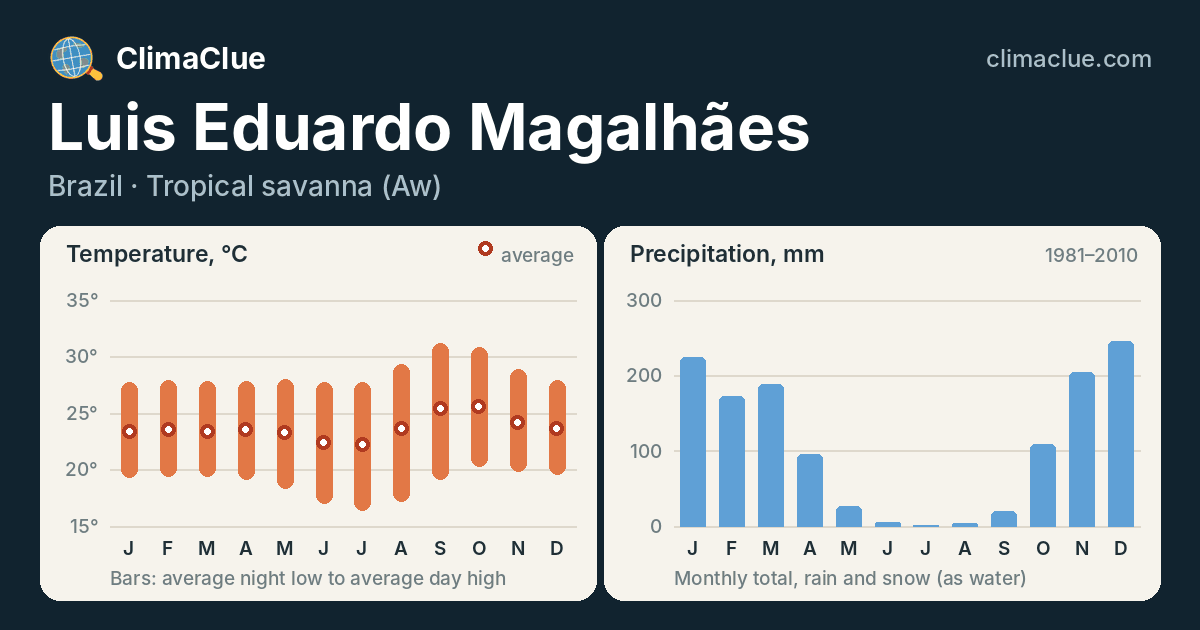 ClimaClue
climaclue.com
Luis Eduardo Magalhães
Brazil · Tropical savanna (Aw)
Temperature, °C
average
35°
30°
25°
20°
15°
J F M A M J J A S O N D
Bars: average night low to average day high
Precipitation, mm
1981–2010
300
200
100
0
J F M A M J J A S O N D
Monthly total, rain and snow (as water)